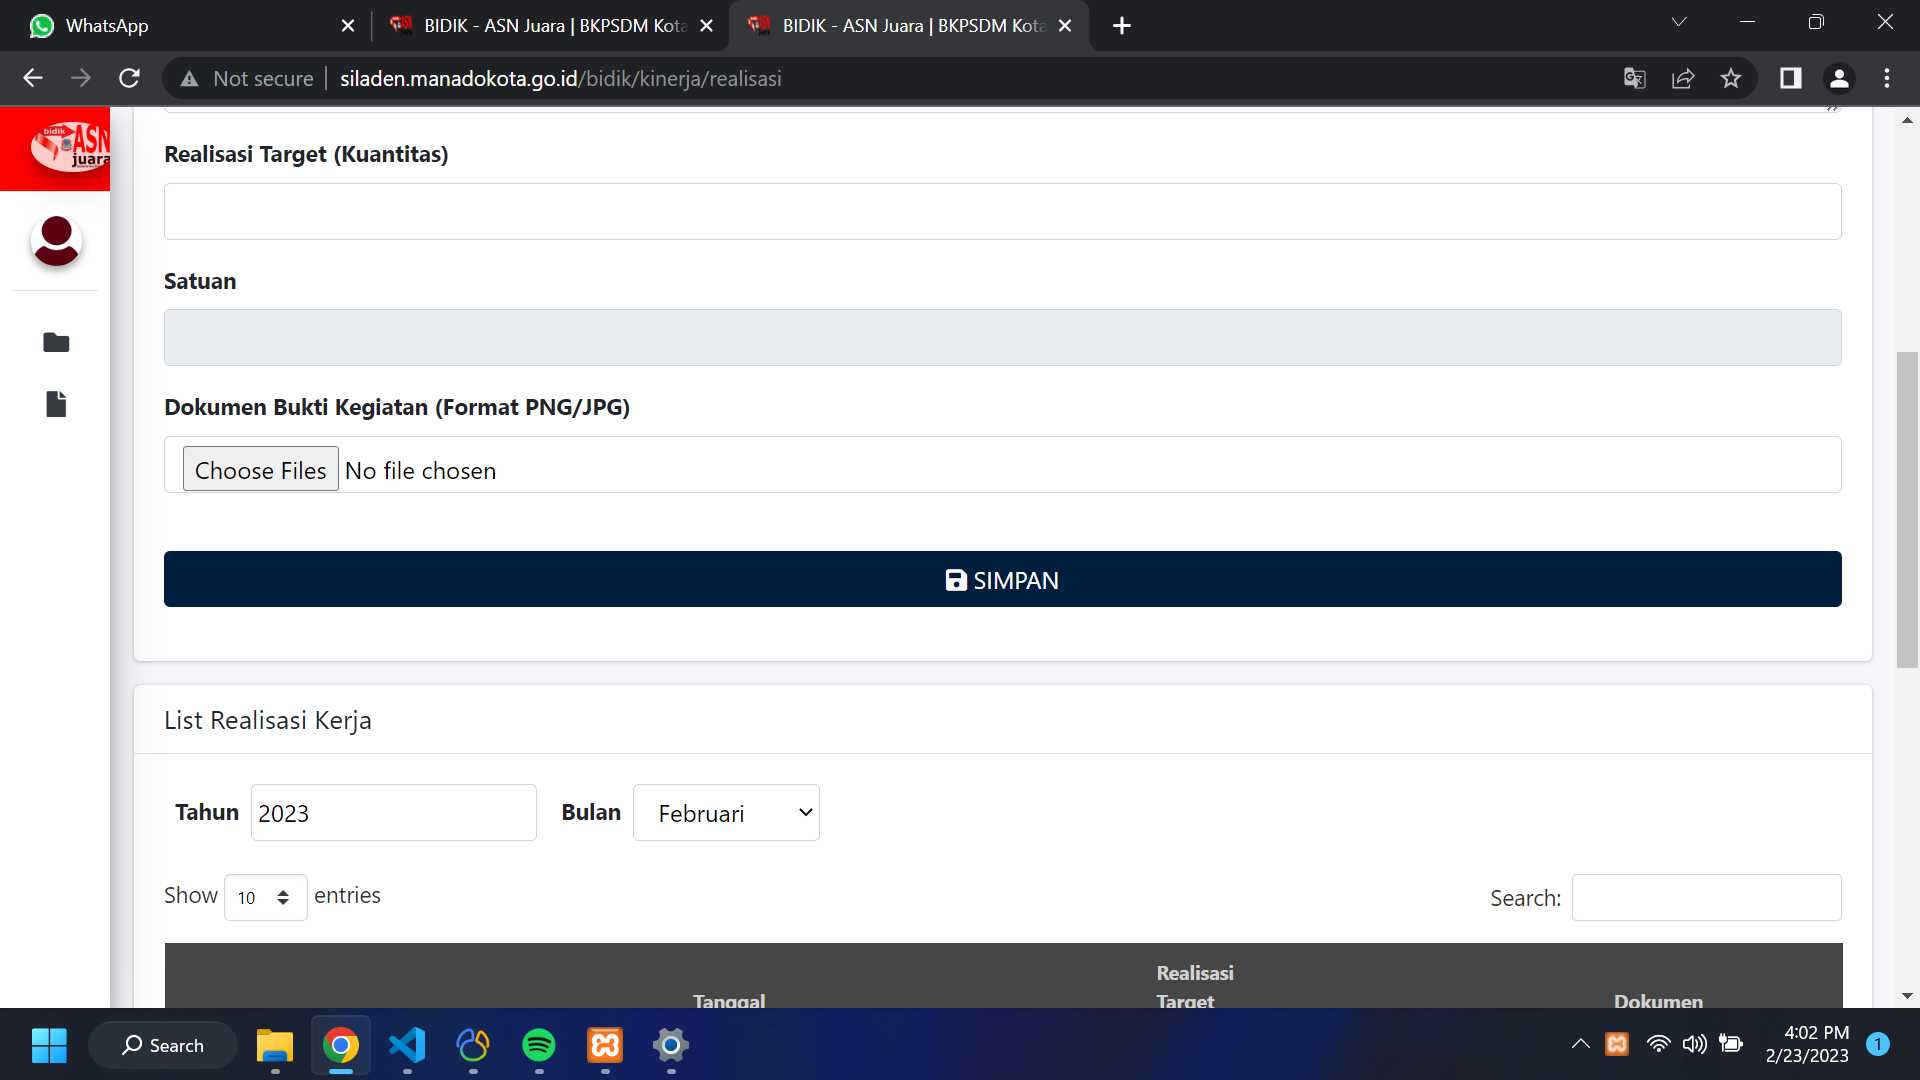 WhatsApp
BIDIK - ASN Juara | BKPSDM Kota
BIDIK - ASN Juara | BKPSDM Kota
Not secure
siladen.manadokota.go.id/bidik/kinerja/realisasi
bidik ASN
juara
Realisasi Target (Kuantitas)
Satuan
Dokumen Bukti Kegiatan (Format PNG/JPG)
Choose Files No file chosen
SIMPAN
List Realisasi Kerja
Tahun 2023 Bulan Februari
Show 10 entries
Search:
Realisasi
Tanggal Target Dokumen
Search
4:02 PM
2/23/2023
1